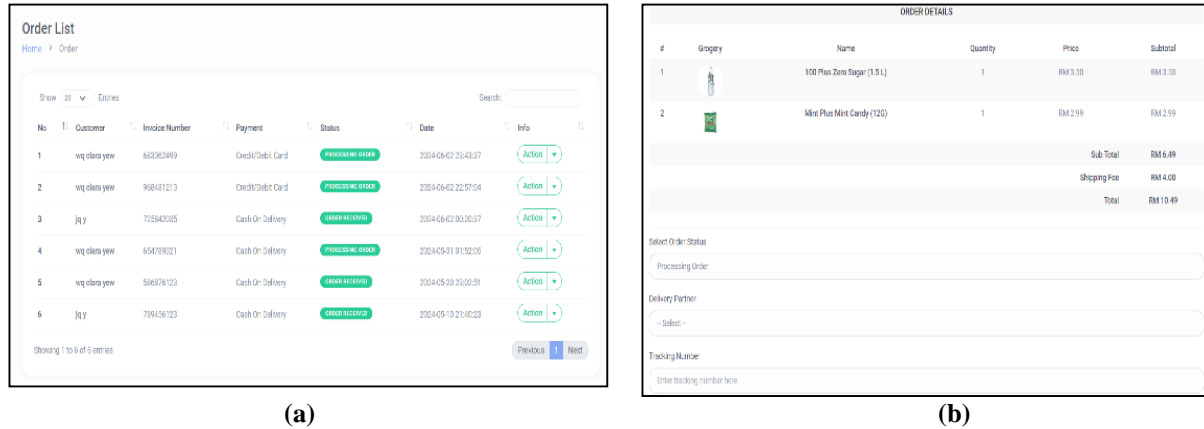 Order List
Home > Order
Show 20 Entries Search:
No Customer Invoice Number Payment Status Date Info
1 wq clara yew 683062499 Credit/Debit Card PROCESSING ORDER 2024-06-02 23:43:37 Action
2 wq clara yew 968481213 Credit/Debit Card PROCESSING ORDER 2024-06-02 22:57:04 Action
3 jq y 725842035 Cash On Delivery ORDER RECEIVED 2024-06-02 00:20:37 Action
4 wq clara yew 654789321 Cash On Delivery PROCESSING ORDER 2024-05-31 01:52:05 Action
5 wq clara yew 586876123 Cash On Delivery ORDER RECEIVED 2024-05-20 23:02:51 Action
6 jq y 789456123 Cash On Delivery ORDER RECEIVED 2024-05-10 21:40:23 Action
Showing 1 to 6 of 6 entries Previous 1 Next
(a)
ORDER DETAILS
# Grogery Name Quantity Price Subtotal
1 100 Plus Zero Sugar (1.5 L) 1 RM 3.50 RM 3.50
2 Mint Plus Mint Candy (12G) 1 RM 2.99 RM 2.99
Sub Total RM 6.49
Shipping Fee RM 4.00
Total RM 10.49
Select Order Status
Processing Order
Delivery Partner
-- Select --
Tracking Number
Enter tracking number here
(b)